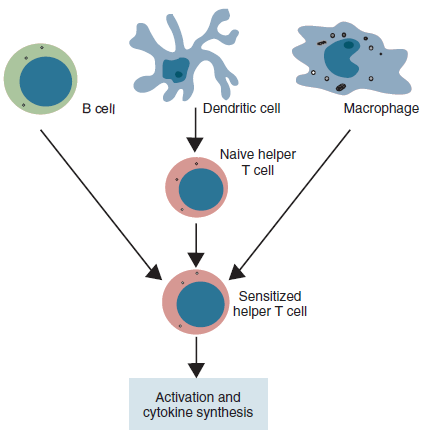 B cell
Dendritic cell
Macrophage
Naive helper
T cell
Sensitized
helper T cell
Activation and
cytokine synthesis